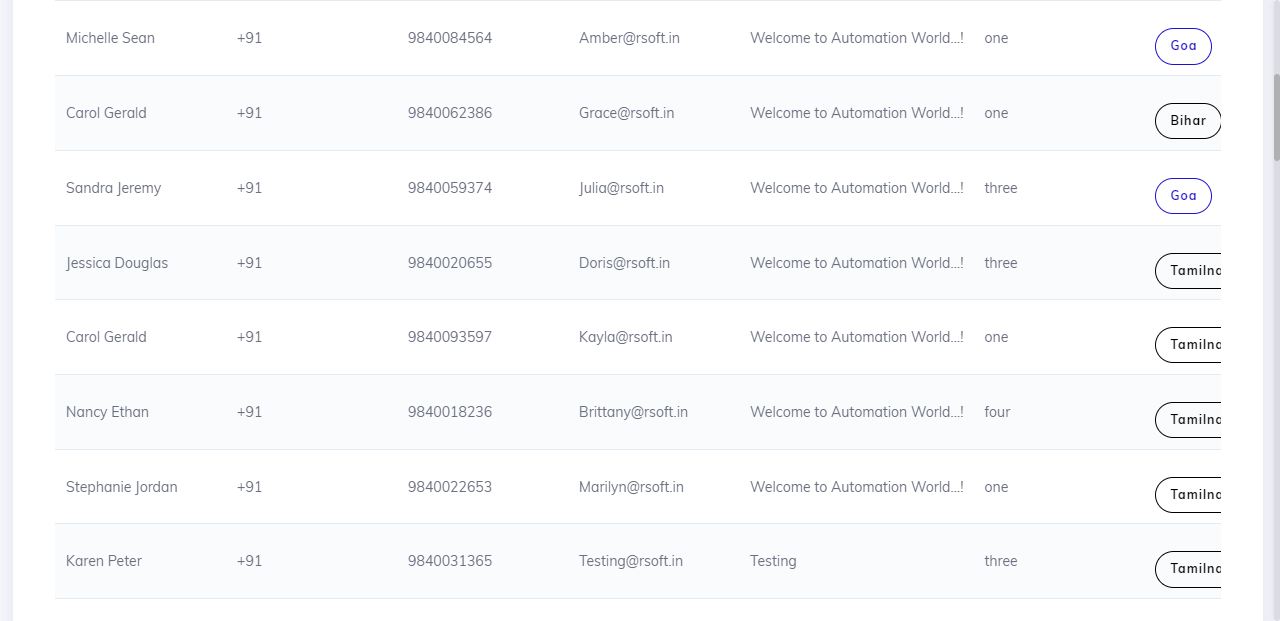 Michelle Sean +91 9840084564 Amber@rsoft.in Welcome to Automation World...! one Goa
Carol Gerald +91 9840062386 Grace@rsoft.in Welcome to Automation World...! one Bihar
Sandra Jeremy +91 9840059374 Julia@rsoft.in Welcome to Automation World...! three Goa
Jessica Douglas +91 9840020655 Doris@rsoft.in Welcome to Automation World...! three
Carol Gerald +91 9840093597 Kayla@rsoft.in Welcome to Automation World...! one
Nancy Ethan +91 9840018236 Brittany@rsoft.in Welcome to Automation World...! four
Stephanie Jordan +91 9840022653 Marilyn@rsoft.in Welcome to Automation World...! one
Karen Peter +91 9840031365 Testing@rsoft.in Testing three